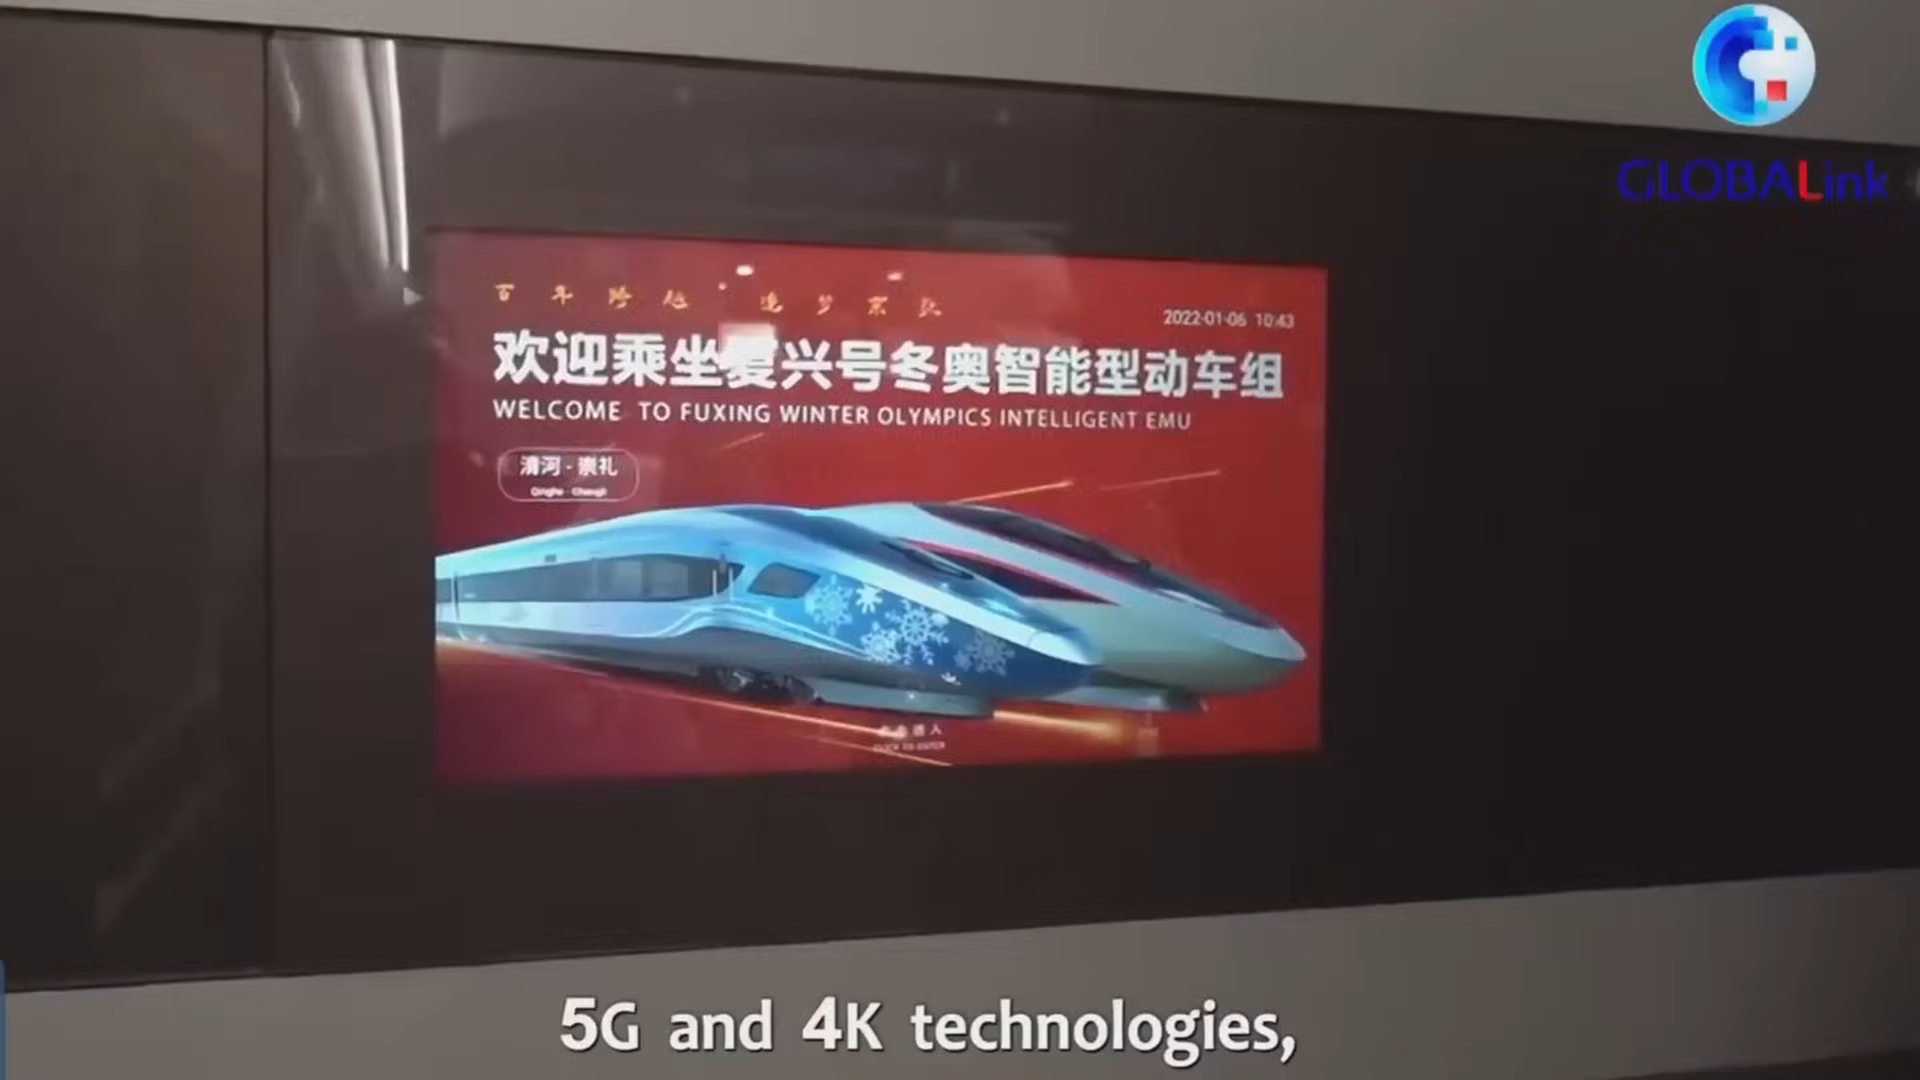 GLOBALink
百年跨越 · 逐梦京张
2022-01-06 10:43
欢迎乘坐复兴号冬奥智能型动车组
WELCOME TO FUXING WINTER OLYMPICS INTELLIGENT EMU
清河 - 崇礼
Qinghe - Chongli
点击进入
CLICK TO ENTER
5G and 4K technologies,